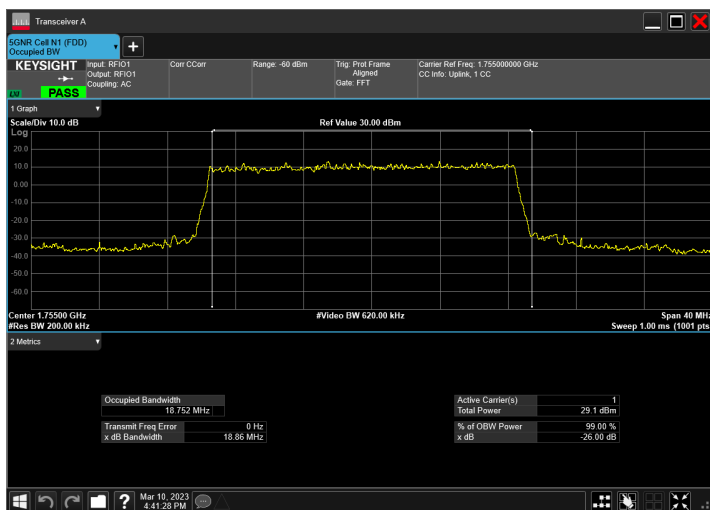 Transceiver A
5GNR Cell N1 (FDD)
Occupied BW
KEYSIGHT
LXI
PASS
Input: RFIO1
Output: RFIO1
Coupling: AC
Corr CCorr
Range: -60 dBm
Trig: Prot Frame
Aligned
Gate: FFT
Carrier Ref Freq: 1.755000000 GHz
CC Info: Uplink, 1 CC
1 Graph
Scale/Div 10.0 dB
Ref Value 30.00 dBm
Log
20.0
10.0
0.00
-10.0
-20.0
-30.0
-40.0
-50.0
-60.0
Center 1.75500 GHz
#Video BW 620.00 kHz
Span 40 MHz
#Res BW 200.00 kHz
Sweep 1.00 ms (1001 pts
2 Metrics
Occupied Bandwidth
18.752 MHz
Transmit Freq Error 0 Hz
x dB Bandwidth 18.86 MHz
Active Carrier(s) 1
Total Power 29.1 dBm
% of OBW Power 99.00 %
x dB -26.00 dB
?
Mar 10, 2023
4:41:28 PM